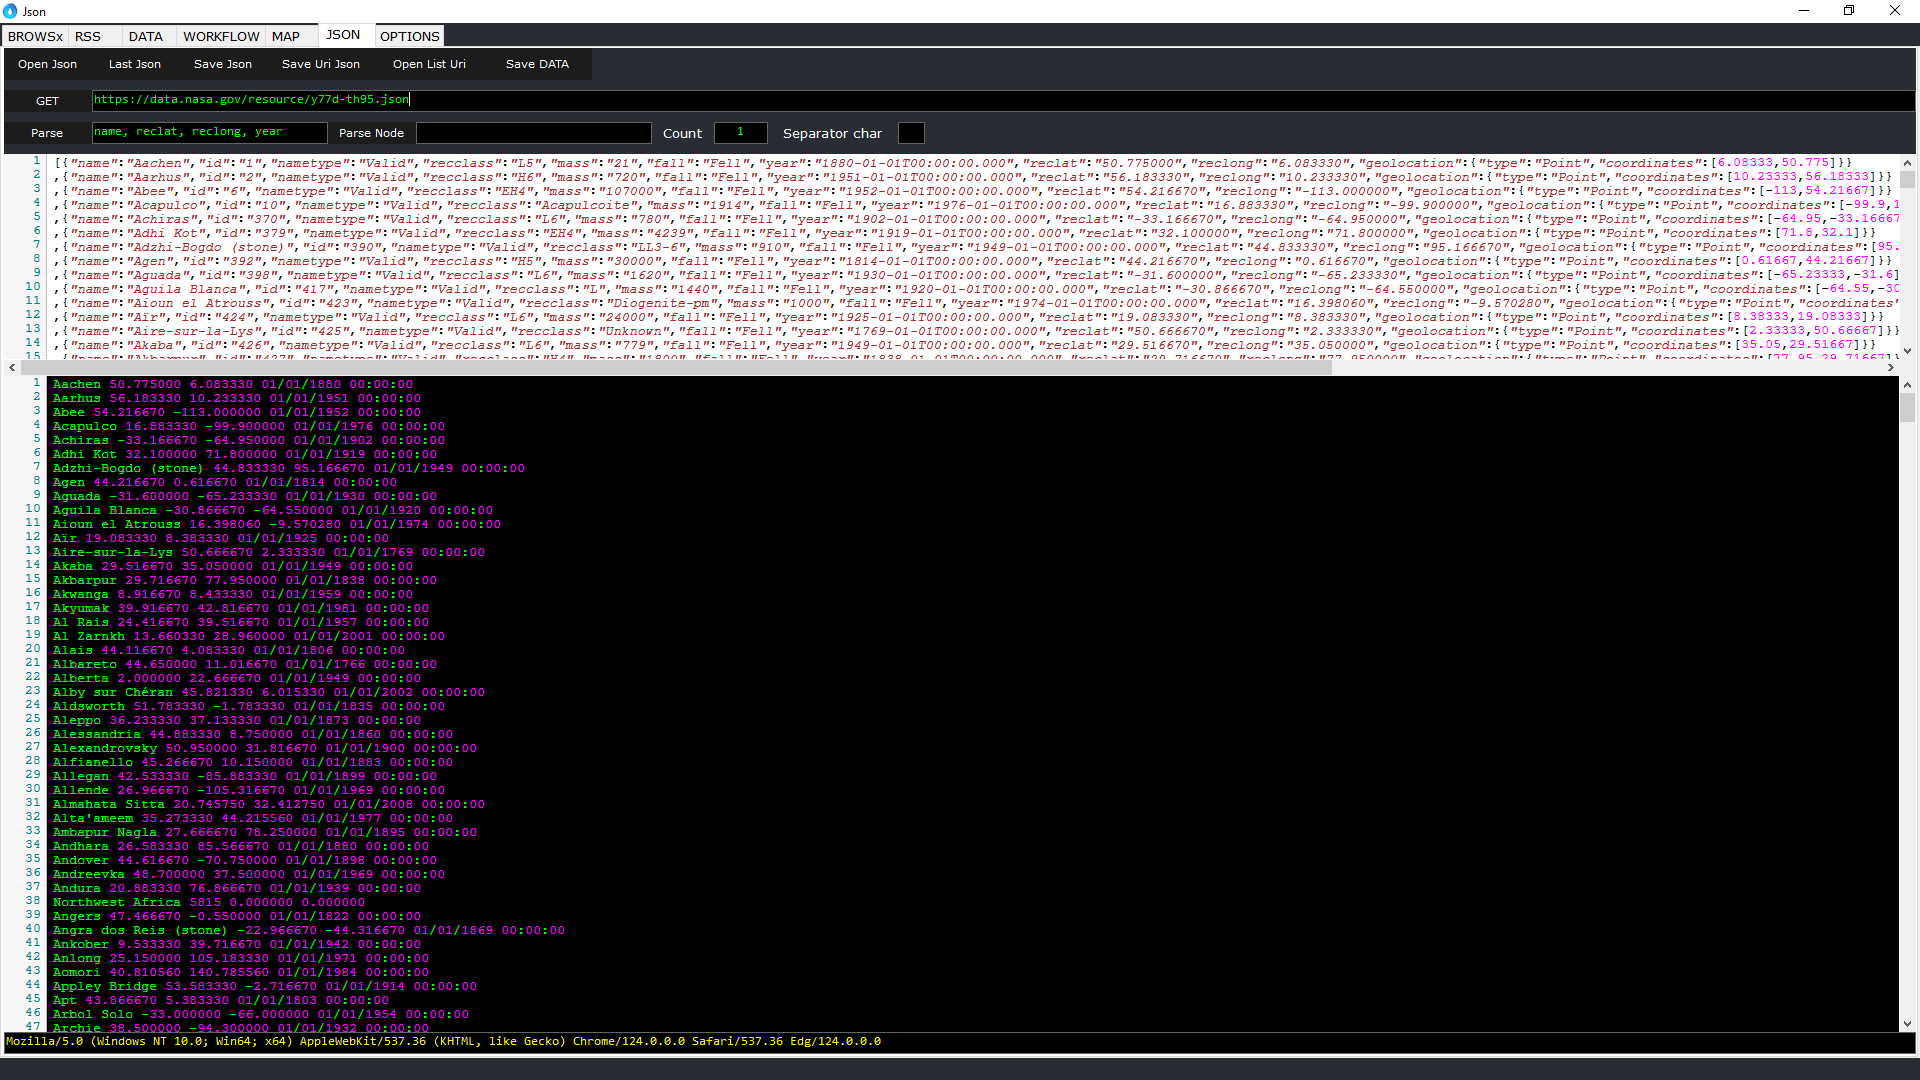 Json
BROWSx RSS DATA WORKFLOW MAP JSON OPTIONS
Open Json Last Json Save Json Save Uri Json Open List Uri Save DATA
GET https://data.nasa.gov/resource/y77d-th95.json
Parse name, reclat, reclong, year Parse Node Count 1 Separator char
1 [{"name":"Aachen","id":"1","nametype":"Valid","recclass":"L5","mass":"21","fall":"Fell","year":"1880-01-01T00:00:00.000","reclat":"50.775000","reclong":"6.083330","geolocation":{"type":"Point","coordinates":[6.08333,50.775]}}
2 ,{"name":"Aarhus","id":"2","nametype":"Valid","recclass":"H6","mass":"720","fall":"Fell","year":"1951-01-01T00:00:00.000","reclat":"56.183330","reclong":"10.233330","geolocation":{"type":"Point","coordinates":[10.23333,56.18333]}}
3 ,{"name":"Abee","id":"6","nametype":"Valid","recclass":"EH4","mass":"107000","fall":"Fell","year":"1952-01-01T00:00:00.000","reclat":"54.216670","reclong":"-113.000000","geolocation":{"type":"Point","coordinates":[-113,54.21667]}}
4 ,{"name":"Acapulco","id":"10","nametype":"Valid","recclass":"Acapulcoite","mass":"1914","fall":"Fell","year":"1976-01-01T00:00:00.000","reclat":"16.883330","reclong":"-99.900000","geolocation":{"type":"Point","coordinates":[-99.9,1
5 ,{"name":"Achiras","id":"370","nametype":"Valid","recclass":"L6","mass":"780","fall":"Fell","year":"1902-01-01T00:00:00.000","reclat":"-33.166670","reclong":"-64.950000","geolocation":{"type":"Point","coordinates":[-64.95,-33.16667
6 ,{"name":"Adhi Kot","id":"379","nametype":"Valid","recclass":"EH4","mass":"4239","fall":"Fell","year":"1919-01-01T00:00:00.000","reclat":"32.100000","reclong":"71.800000","geolocation":{"type":"Point","coordinates":[71.8,32.1]}}
7 ,{"name":"Adzhi-Bogdo (stone)","id":"390","nametype":"Valid","recclass":"LL3-6","mass":"910","fall":"Fell","year":"1949-01-01T00:00:00.000","reclat":"44.833330","reclong":"95.166670","geolocation":{"type":"Point","coordinates":[95.
8 ,{"name":"Agen","id":"392","nametype":"Valid","recclass":"H5","mass":"30000","fall":"Fell","year":"1814-01-01T00:00:00.000","reclat":"44.216670","reclong":"0.616670","geolocation":{"type":"Point","coordinates":[0.61667,44.21667]}}
9 ,{"name":"Aguada","id":"398","nametype":"Valid","recclass":"L6","mass":"1620","fall":"Fell","year":"1930-01-01T00:00:00.000","reclat":"-31.600000","reclong":"-65.233330","geolocation":{"type":"Point","coordinates":[-65.23333,-31.6]
10 ,{"name":"Aguila Blanca","id":"417","nametype":"Valid","recclass":"L","mass":"1440","fall":"Fell","year":"1920-01-01T00:00:00.000","reclat":"-30.866670","reclong":"-64.550000","geolocation":{"type":"Point","coordinates":[-64.55,-30
11 ,{"name":"Aioun el Atrouss","id":"423","nametype":"Valid","recclass":"Diogenite-pm","mass":"1000","fall":"Fell","year":"1974-01-01T00:00:00.000","reclat":"16.398060","reclong":"-9.570280","geolocation":{"type":"Point","coordinates"
12 ,{"name":"Aïr","id":"424","nametype":"Valid","recclass":"L6","mass":"24000","fall":"Fell","year":"1925-01-01T00:00:00.000","reclat":"19.083330","reclong":"8.383330","geolocation":{"type":"Point","coordinates":[8.38333,19.08333]}}
13 ,{"name":"Aire-sur-la-Lys","id":"425","nametype":"Valid","recclass":"Unknown","fall":"Fell","year":"1769-01-01T00:00:00.000","reclat":"50.666670","reclong":"2.333330","geolocation":{"type":"Point","coordinates":[2.33333,50.66667]}}
14 ,{"name":"Akaba","id":"426","nametype":"Valid","recclass":"L6","mass":"779","fall":"Fell","year":"1949-01-01T00:00:00.000","reclat":"29.516670","reclong":"35.050000","geolocation":{"type":"Point","coordinates":[35.05,29.51667]}}
15 ,{"name":"Akbarpur","id":"427","nametype":"Valid","recclass":"H4","mass":"1800","fall":"Fell","year":"1838-01-01T00:00:00.000","reclat":"29.716670","reclong":"77.950000","geolocation":{"type":"Point","coordinates":[77.95,29.71667]}
1 Aachen 50.775000 6.083330 01/01/1880 00:00:00
2 Aarhus 56.183330 10.233330 01/01/1951 00:00:00
3 Abee 54.216670 -113.000000 01/01/1952 00:00:00
4 Acapulco 16.883330 -99.900000 01/01/1976 00:00:00
5 Achiras -33.166670 -64.950000 01/01/1902 00:00:00
6 Adhi Kot 32.100000 71.800000 01/01/1919 00:00:00
7 Adzhi-Bogdo (stone) 44.833330 95.166670 01/01/1949 00:00:00
8 Agen 44.216670 0.616670 01/01/1814 00:00:00
9 Aguada -31.600000 -65.233330 01/01/1930 00:00:00
10 Aguila Blanca -30.866670 -64.550000 01/01/1920 00:00:00
11 Aioun el Atrouss 16.398060 -9.570280 01/01/1974 00:00:00
12 Aïr 19.083330 8.383330 01/01/1925 00:00:00
13 Aire-sur-la-Lys 50.666670 2.333330 01/01/1769 00:00:00
14 Akaba 29.516670 35.050000 01/01/1949 00:00:00
15 Akbarpur 29.716670 77.950000 01/01/1838 00:00:00
16 Akwanga 8.916670 8.433330 01/01/1959 00:00:00
17 Akyumak 39.916670 42.816670 01/01/1981 00:00:00
18 Al Rais 24.416670 39.516670 01/01/1957 00:00:00
19 Al Zarnkh 13.660330 28.960000 01/01/2001 00:00:00
20 Alais 44.116670 4.083330 01/01/1806 00:00:00
21 Albareto 44.650000 11.016670 01/01/1766 00:00:00
22 Alberta 2.000000 22.666670 01/01/1949 00:00:00
23 Alby sur Chéran 45.821330 6.015330 01/01/2002 00:00:00
24 Aldsworth 51.783330 -1.783330 01/01/1835 00:00:00
25 Aleppo 36.233330 37.133330 01/01/1873 00:00:00
26 Alessandria 44.883330 8.750000 01/01/1860 00:00:00
27 Alexandrovsky 50.950000 31.816670 01/01/1900 00:00:00
28 Alfianello 45.266670 10.150000 01/01/1883 00:00:00
29 Allegan 42.533330 -85.883330 01/01/1899 00:00:00
30 Allende 26.966670 -105.316670 01/01/1969 00:00:00
31 Almahata Sitta 20.745750 32.412750 01/01/2008 00:00:00
32 Alta'ameem 35.273330 44.215560 01/01/1977 00:00:00
33 Ambapur Nagla 27.666670 78.250000 01/01/1895 00:00:00
34 Andhara 26.583330 85.566670 01/01/1880 00:00:00
35 Andover 44.616670 -70.750000 01/01/1898 00:00:00
36 Andreevka 48.700000 37.500000 01/01/1969 00:00:00
37 Andura 20.883330 76.866670 01/01/1939 00:00:00
38 Northwest Africa 5815 0.000000 0.000000
39 Angers 47.466670 -0.550000 01/01/1822 00:00:00
40 Angra dos Reis (stone) -22.966670 -44.316670 01/01/1869 00:00:00
41 Ankober 9.533330 39.716670 01/01/1942 00:00:00
42 Anlong 25.150000 105.183330 01/01/1971 00:00:00
43 Aomori 40.810560 140.785560 01/01/1984 00:00:00
44 Appley Bridge 53.583330 -2.716670 01/01/1914 00:00:00
45 Apt 43.866670 5.383330 01/01/1803 00:00:00
46 Arbol Solo -33.000000 -66.000000 01/01/1954 00:00:00
47 Archie 38.500000 -94.300000 01/01/1932 00:00:00
Mozilla/5.0 (Windows NT 10.0; Win64; x64) AppleWebKit/537.36 (KHTML, like Gecko) Chrome/124.0.0.0 Safari/537.36 Edg/124.0.0.0